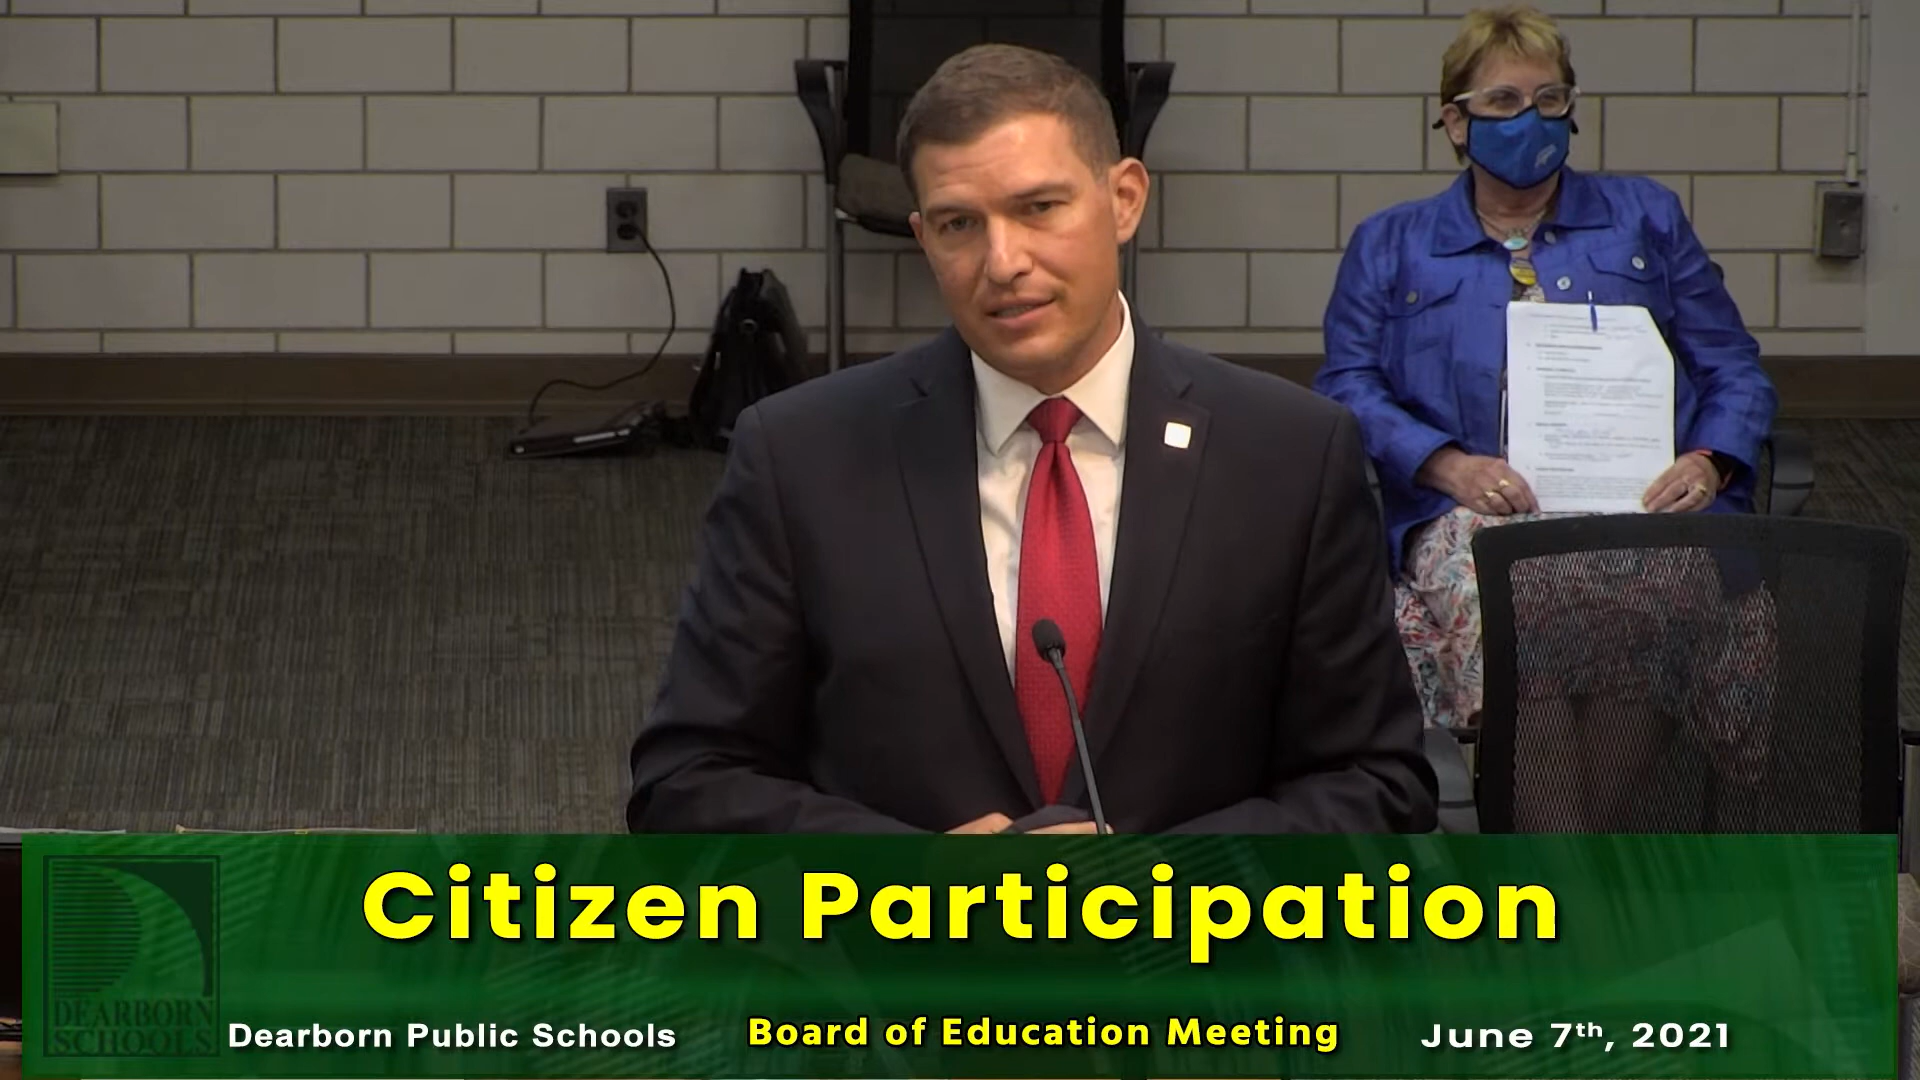 Citizen Participation
DEARBORN
SCHOOLS
Dearborn Public Schools
Board of Education Meeting
June 7th, 2021